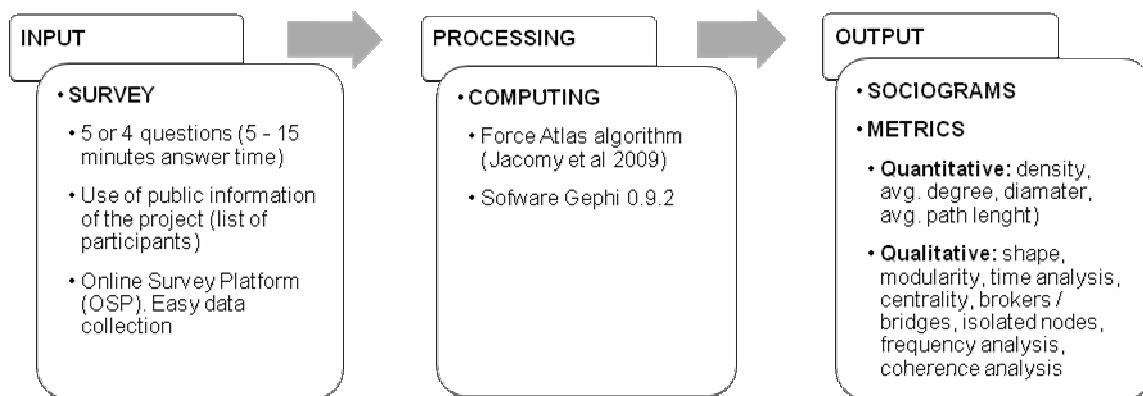 INPUT
• SURVEY
• 5 or 4 questions (5 - 15
minutes answer time)
• Use of public information
of the project (list of
participants)
• Online Survey Platform
(OSP). Easy data
collection
PROCESSING
• COMPUTING
• Force Atlas algorithm
(Jacomy et al 2009)
• Sofware Gephi 0.9.2
OUTPUT
• SOCIOGRAMS
• METRICS
• Quantitative: density,
avg. degree, diamater,
avg. path lenght)
• Qualitative: shape,
modularity, time analysis,
centrality, brokers /
bridges, isolated nodes,
frequency analysis,
coherence analysis